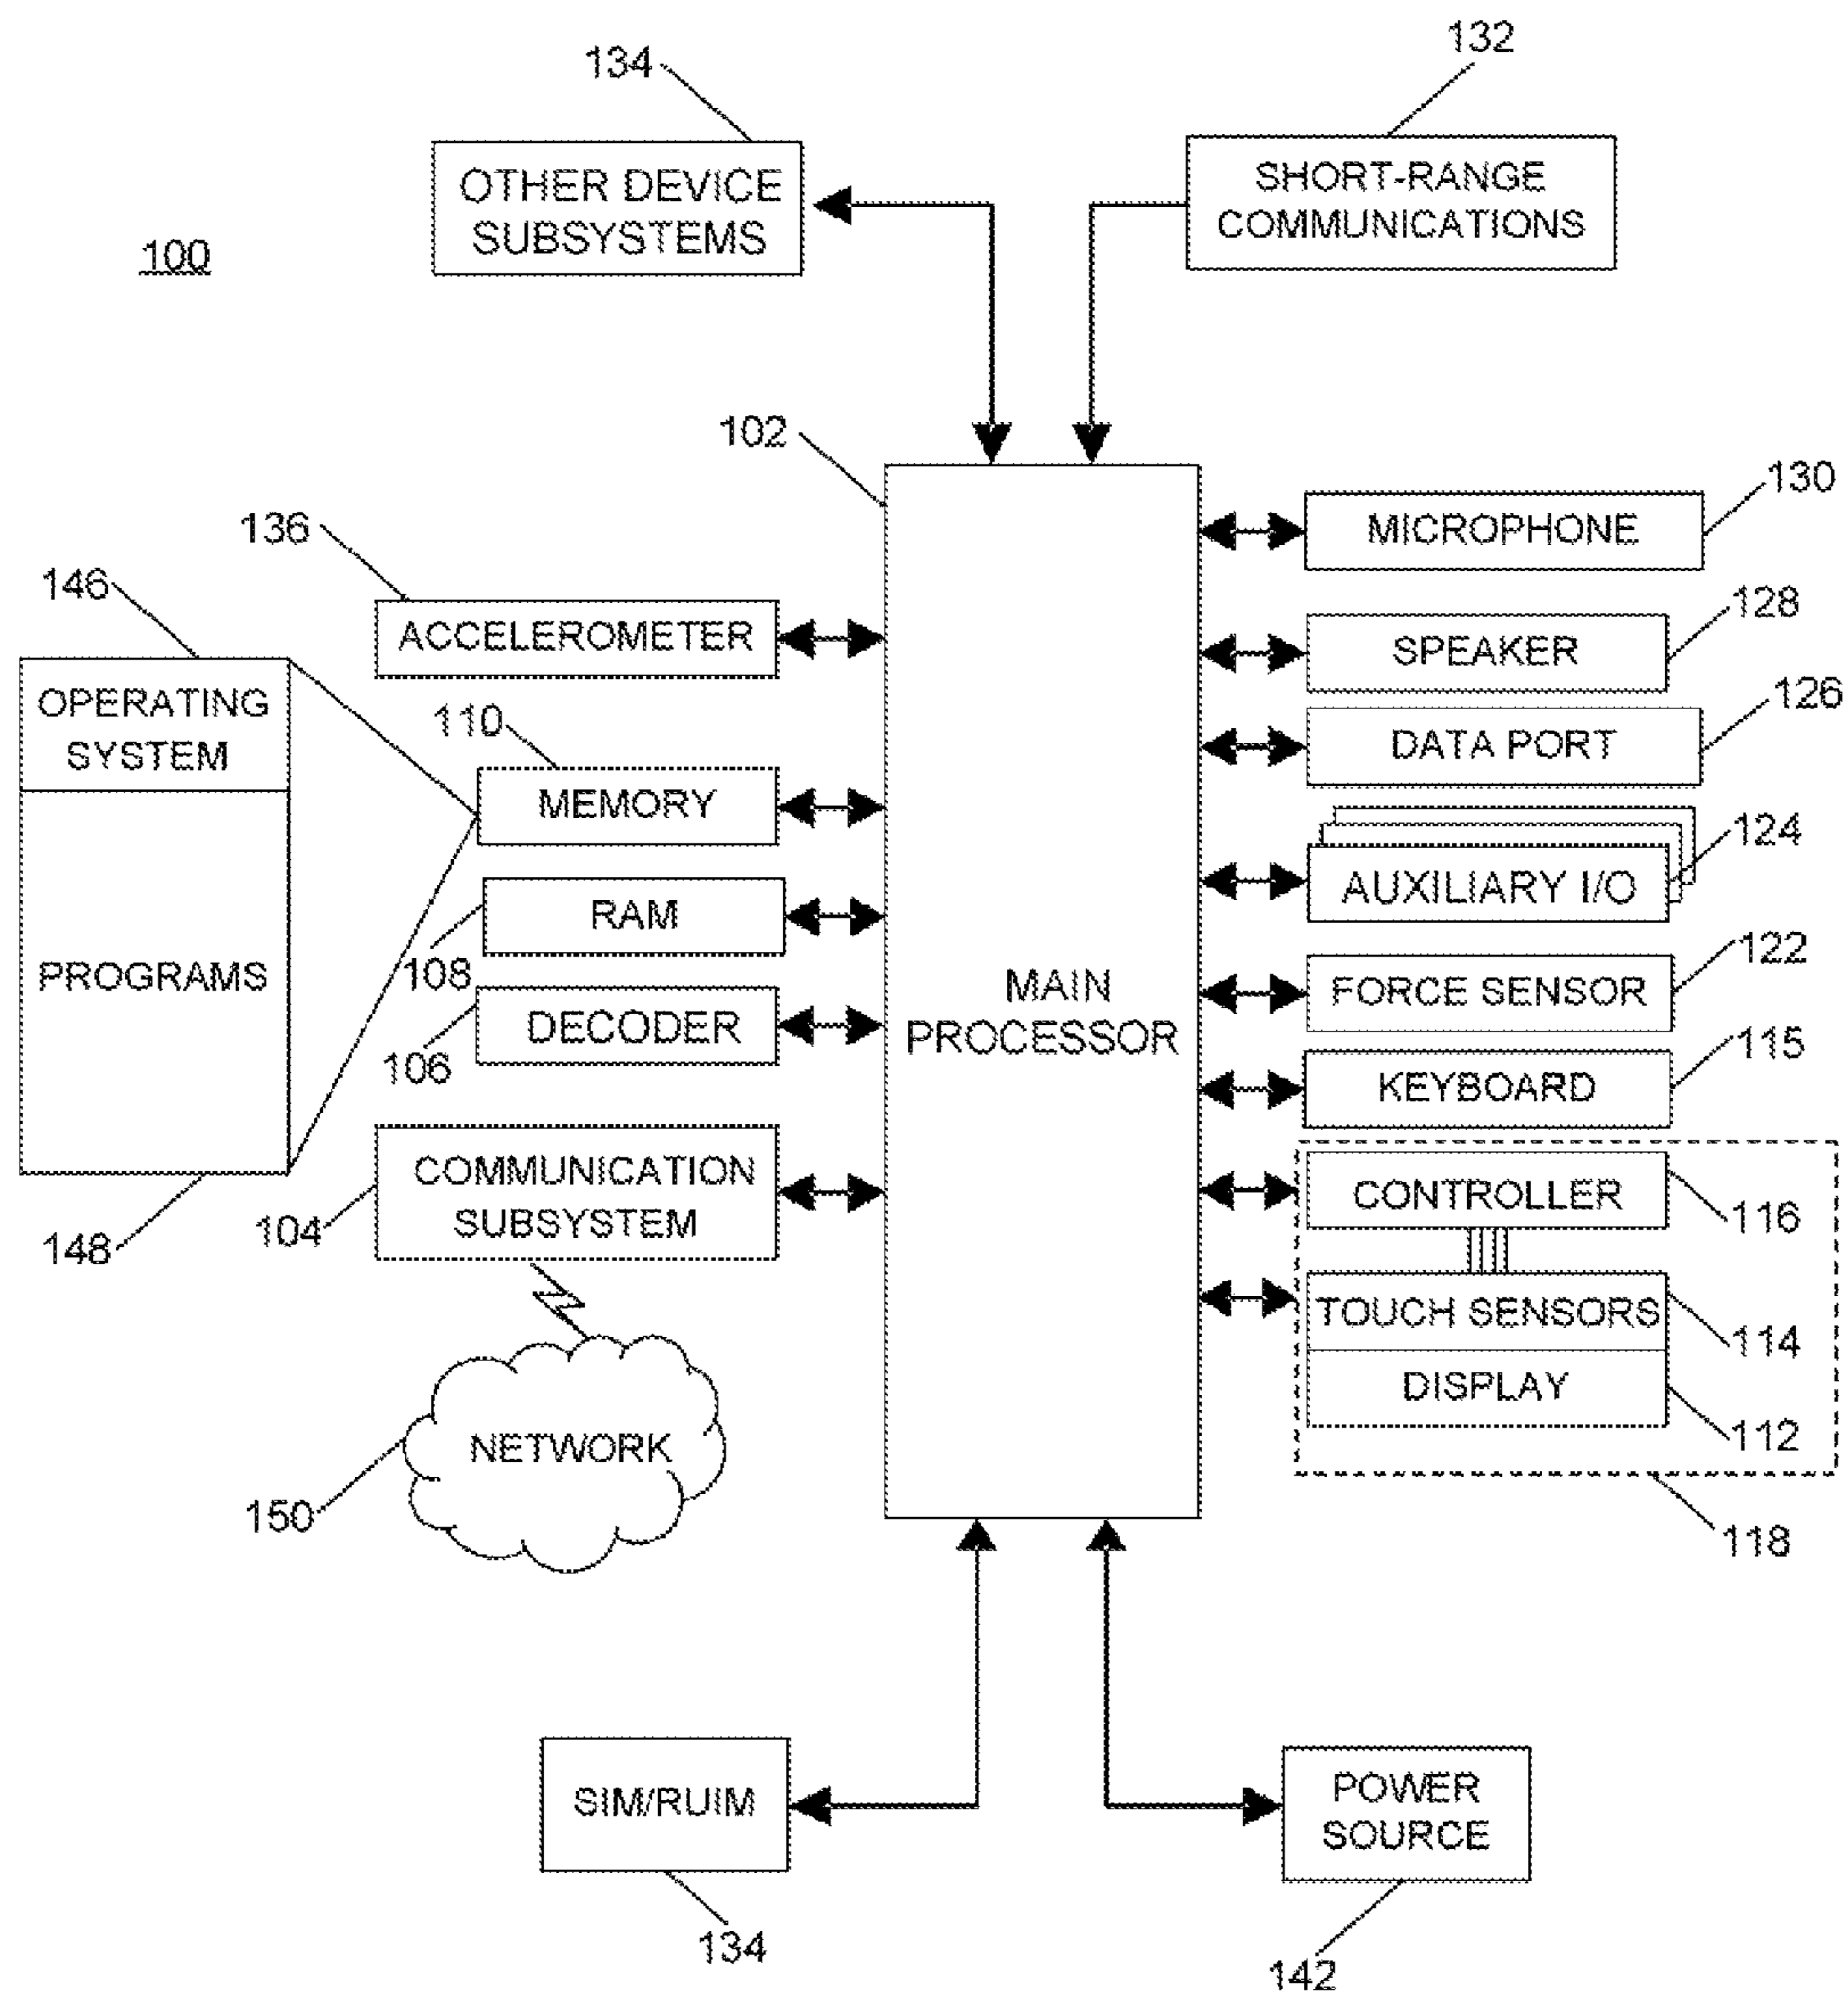 132
134
SHORT-RANGE
COMMUNICATIONS
OTHER DEVICE
SUBSYSTEMS
100
102
130
MICROPHONE
136
146
ACCELEROMETER
128
SPEAKER
126
OPERATING
SYSTEM
110
DATA PORT
MEMORY
124
AUXILIARY I/O
RAM
108
PROGRAMS
122
FORCE SENSOR
MAIN
PROCESSOR
DECODER
106
115
KEYBOARD
COMMUNICATION
SUBSYSTEM
104
148
CONTROLLER
116
TOUCH SENSORS
114
DISPLAY
112
NETWORK
150
118
SIM/RUIM
134
POWER
SOURCE
142